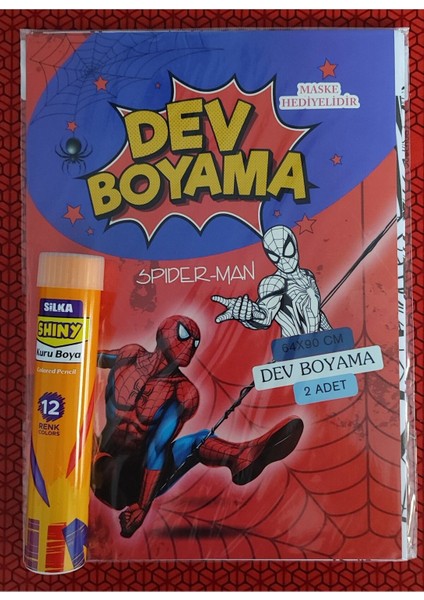 DEV
BOYAMA
MASKE
HEDİYELİDİR
SPIDER-MAN
64X90 CM
DEV BOYAMA
2 ADET
SiLKA
SHINY
Kuru Boya
Colored Pencil
12
RENK
COLORS